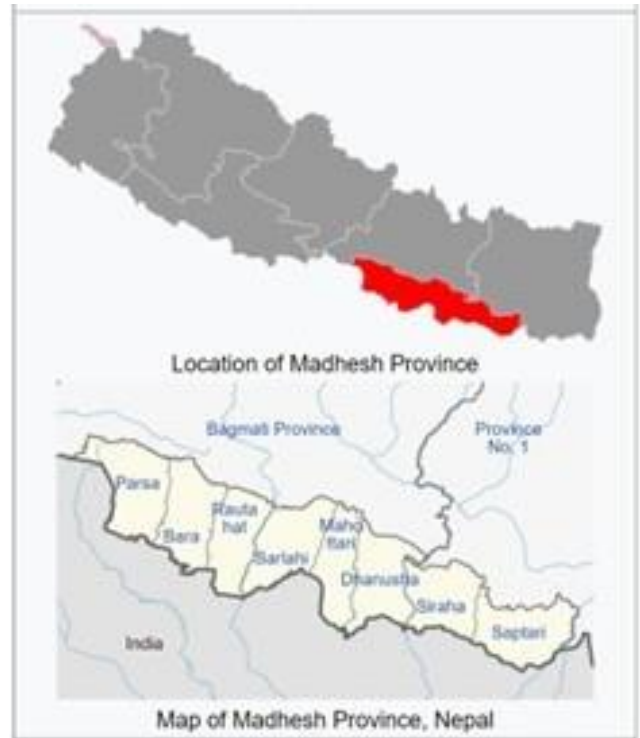 Location of Madhesh Province
Bagmati Province
Province
No. 1
Parsa
Bara
Rauta
hat
Sarlahi
Maho
ttari
Dhanusha
Siraha
Saptari
India
Map of Madhesh Province, Nepal